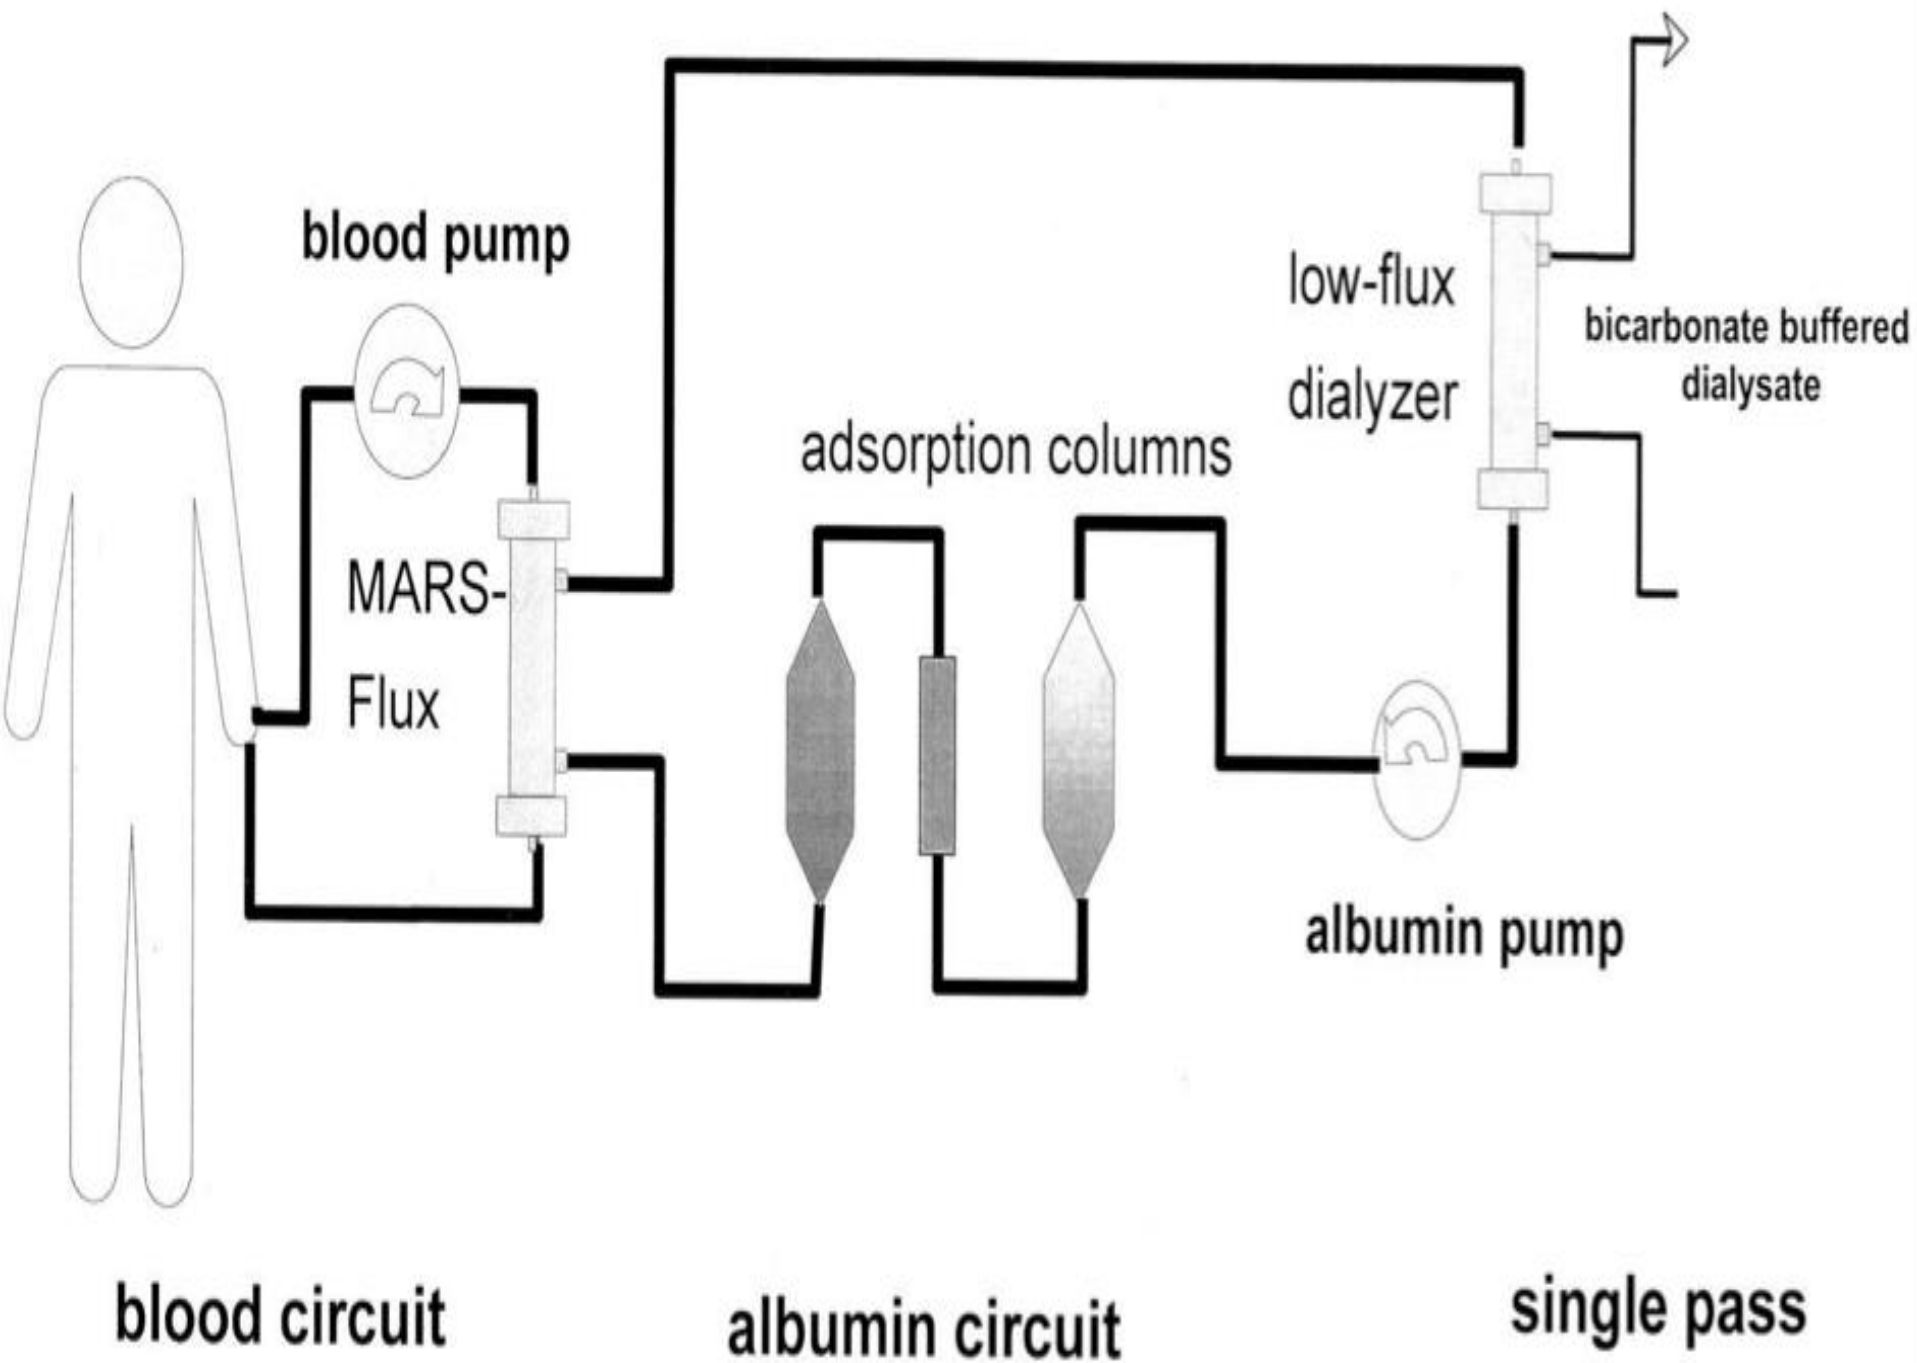 blood pump
low-flux
dialyzer
bicarbonate buffered
dialysate
adsorption columns
MARS-
Flux
albumin pump
blood circuit
albumin circuit
single pass